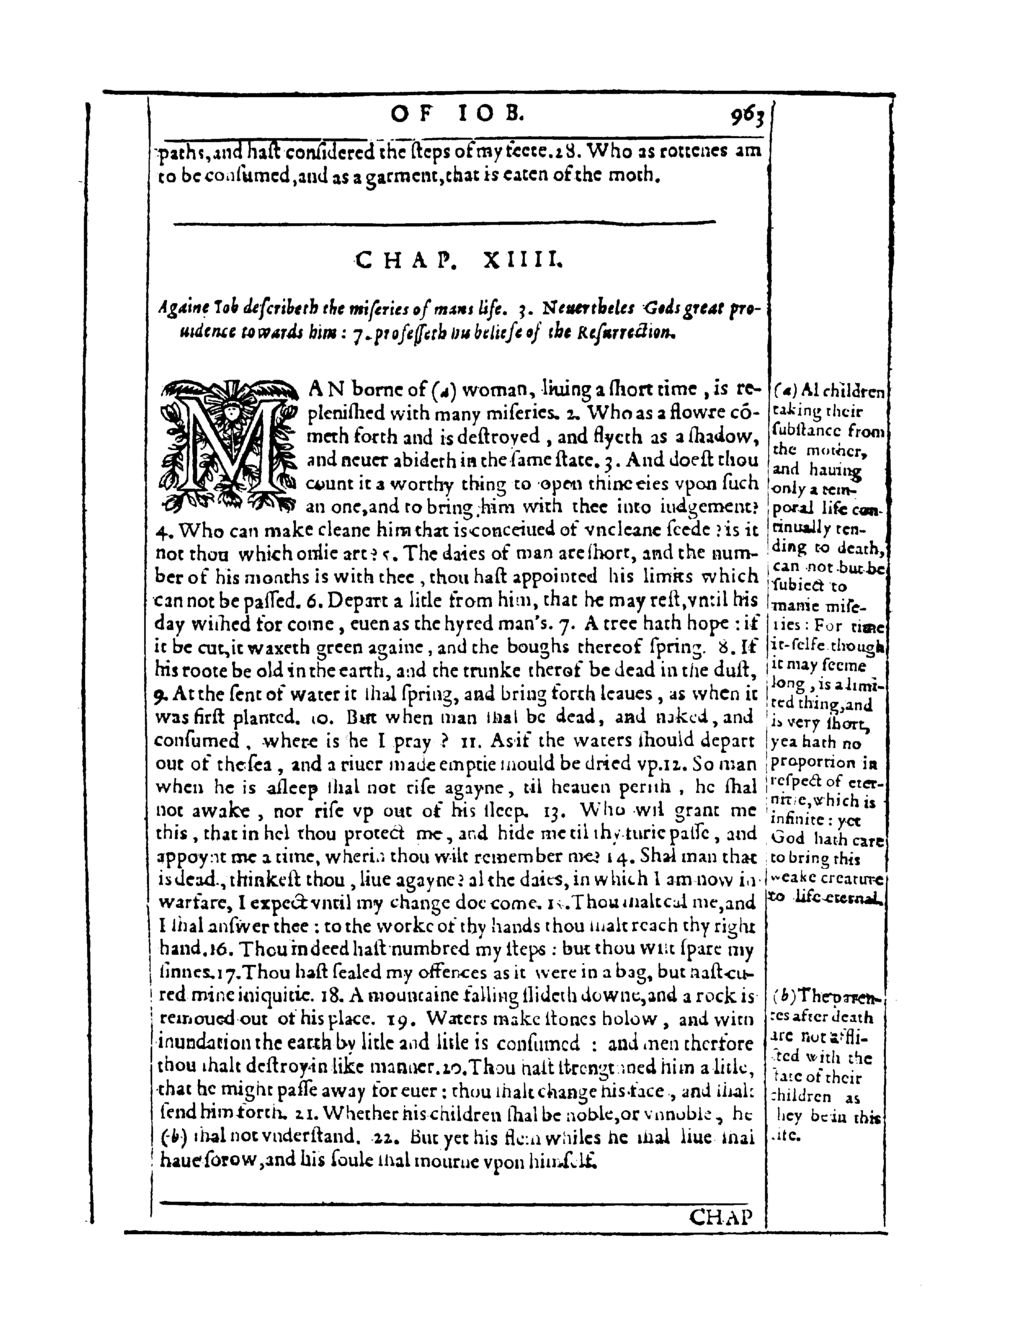 OF IOB. 963
paths, and hast considered the steps of my feete. 28. Who as rottenes am
to be consumed, and as a garment, that is eaten of the moth.
CHAP. XIIII.
Againe Iob describeth the miseries of mans life. 3. Neuertheles Gods great pro-
uidence towards him: 7. professeth his beliefe of the Resurrection.
MAN borne of (a) woman, liuing a short time, is re-
plenished with many miseries. 2. Who as a flowre cō-
meth forth and is destroyed, and flyeth as a shadow,
and neuer abideth in the same state. 3. And doest thou
count it a worthy thing to open thine eies vpon such
an one, and to bring him with thee into iudgement?
4. Who can make cleane him that is conceiued of vncleane seede? is it
not thou which onlie art? 5. The daies of man are short, and the num-
ber of his months is with thee, thou hast appointed his limits which
can not be passed. 6. Depart a litle from him, that he may rest, vntil his
day wished for come, euen as the hyred man's. 7. A tree hath hope: if
it be cut, it waxeth green againe, and the boughs thereof spring. 8. If
his roote be old in the earth, and the trunke therof be dead in the dust,
9. At the sent of water it shal spring, and bring forth leaues, as when it
was first planted. 10. But when man shal be dead, and naked, and
consumed, where is he I pray? 11. As if the waters should depart
out of the sea, and a riuer made emptie should be dried vp. 12. So man
when he is asleep shal not rise agayne, til heauen perish, he shal
not awake, nor rise vp out of his sleep. 13. Who wil grant me
this, that in hel thou protect me, and hide me til thy furie passe, and
appoynt me a time, wherin thou wilt remember me? 14. Shal man that
is dead, thinkest thou, liue agayne? al the daies, in which I am now in
warfare, I expect vntil my change doe come. 15. Thou shalt cal me, and
I shal answer thee: to the worke of thy hands thou shalt reach thy right
hand. 16. Thou indeed hast numbred my steps: but thou wilt spare my
sinnes. 17. Thou hast sealed my offences as it were in a bag, but hast cu-
red mine iniquitie. 18. A mountaine falling slideth downe, and a rock is
remoued out of his place. 19. Waters make stones holow, and with
inundation the earth by litle and litle is consumed: and men therfore
thou shalt destroy in like manner. 20. Thou hast strengthned him a litle,
that he might passe away for euer: thou shalt change his face, and shalt
send him forth. 21. Whether his children shal be noble, or vnnoble, he
(b) shal not vnderstand. 22. But yet his flesh whiles he shal liue shal
haue sorow, and his soule shal mourne vpon himself.
(a) Al children
taking their
substance from
the mother,
and hauing
only a tem-
poral life con-
tinually ten-
ding to death,
can not but be
subiect to
manie mise-
ries: For time
it-selfe though
it may seeme
long, is a limi-
ted thing, and
is very short,
yea hath no
proportion in
respect of eter-
nitie, which is
infinite: yet
God hath care
to bring this
weake creature
to life eternal.
(b) The paren-
tes after death
are not affli-
cted with the
state of their
children as
they be in this
life.
CHAP